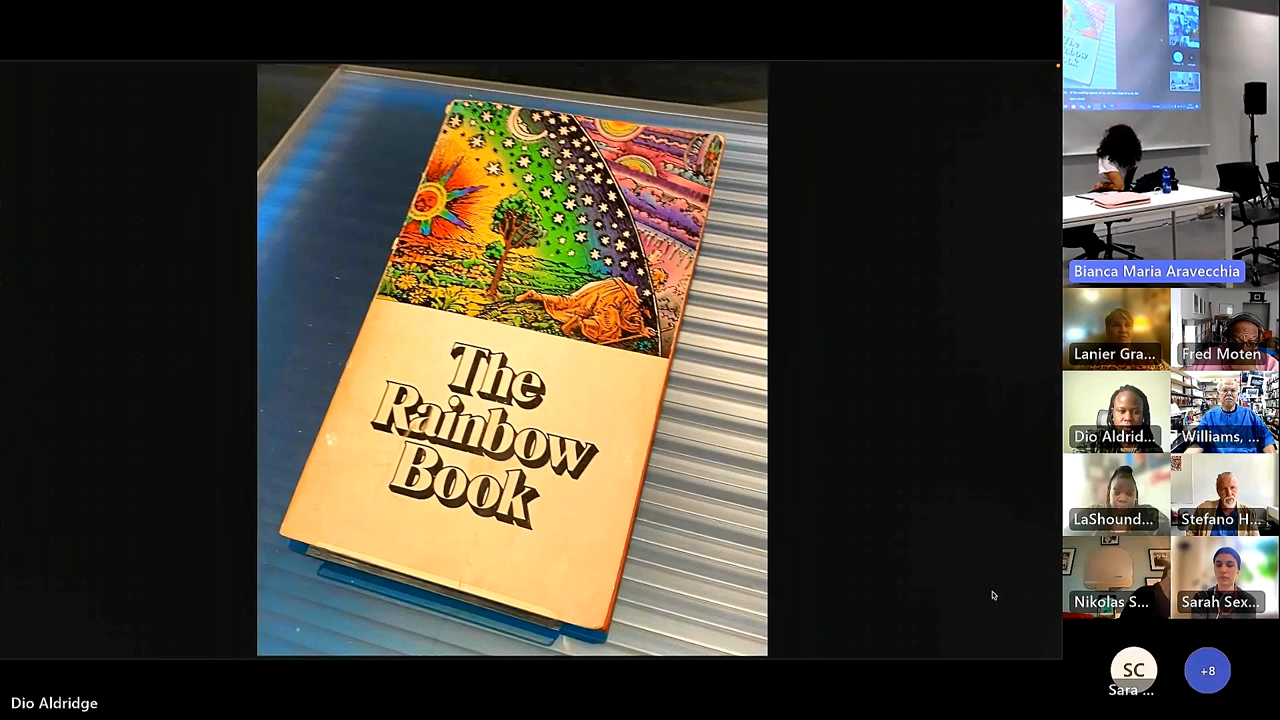 The
Rainbow
Book
Bianca Maria Aravecchia
Lanier Gra...
Fred Moten
Dio Aldrid...
Williams, ...
LaShound...
Stefano H...
Nikolas S...
Sarah Sex...
SC
Sara ...
+8
Dio Aldridge